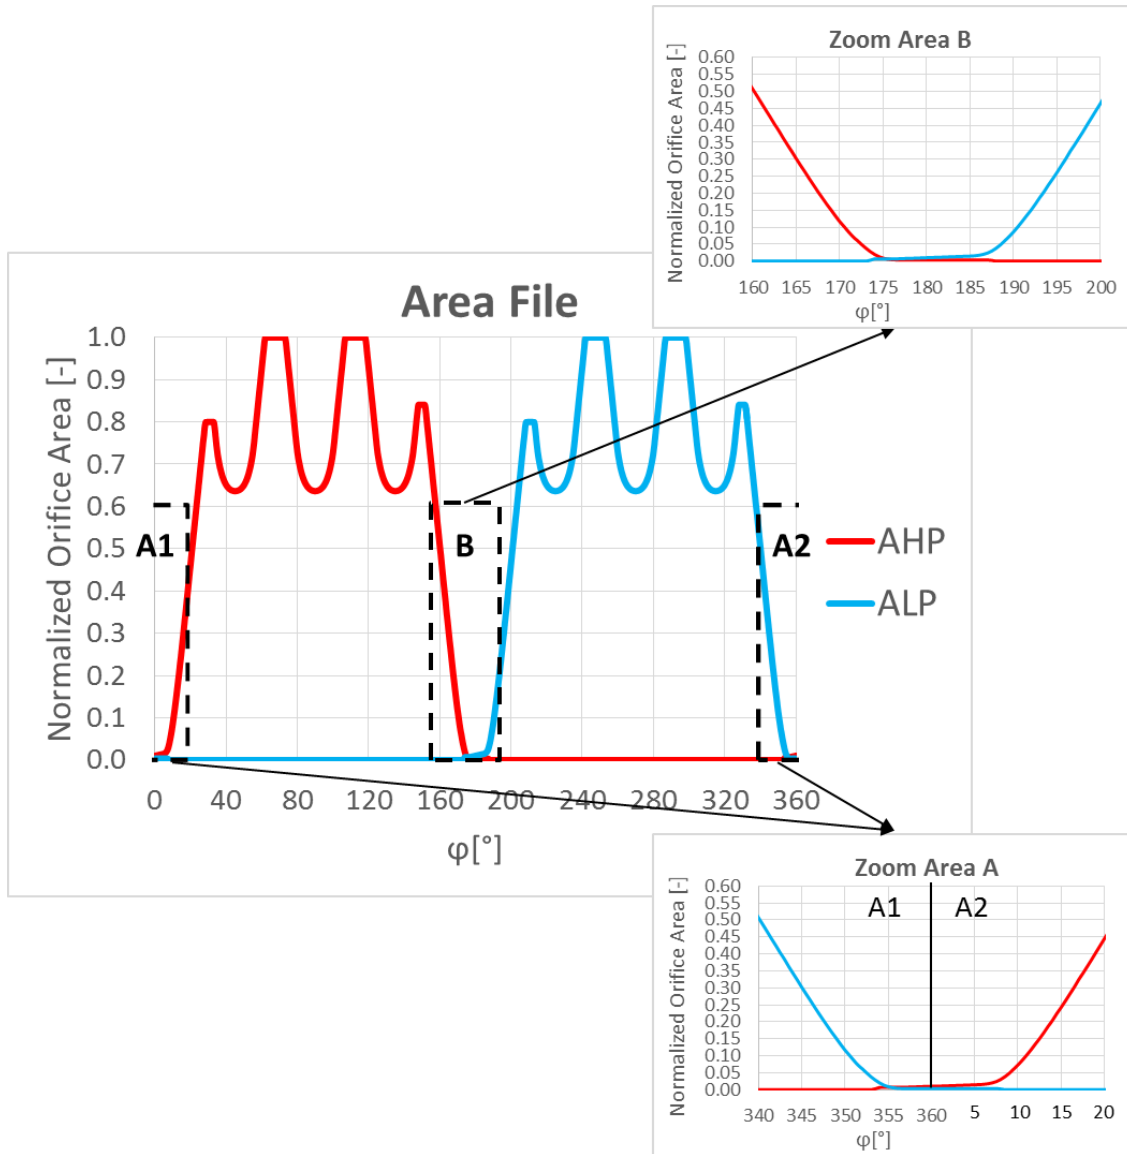 Zoom Area B
Normalized Orifice Area [-]
0.60
0.55
0.50
0.45
0.40
0.35
0.30
0.25
0.20
0.15
0.10
0.05
0.00
160 165 170 175 180 185 190 195 200
φ[°]
Area File
Normalized Orifice Area [-]
1.0
0.9
0.8
0.7
0.6
0.5
0.4
0.3
0.2
0.1
0.0
A1
B
A2
AHP
ALP
0 40 80 120 160 200 240 280 320 360
φ[°]
Zoom Area A
Normalized Orifice Area [-]
0.60
0.55
0.50
0.45
0.40
0.35
0.30
0.25
0.20
0.15
0.10
0.05
0.00
A1 A2
340 345 350 355 360 5 10 15 20
φ[°]